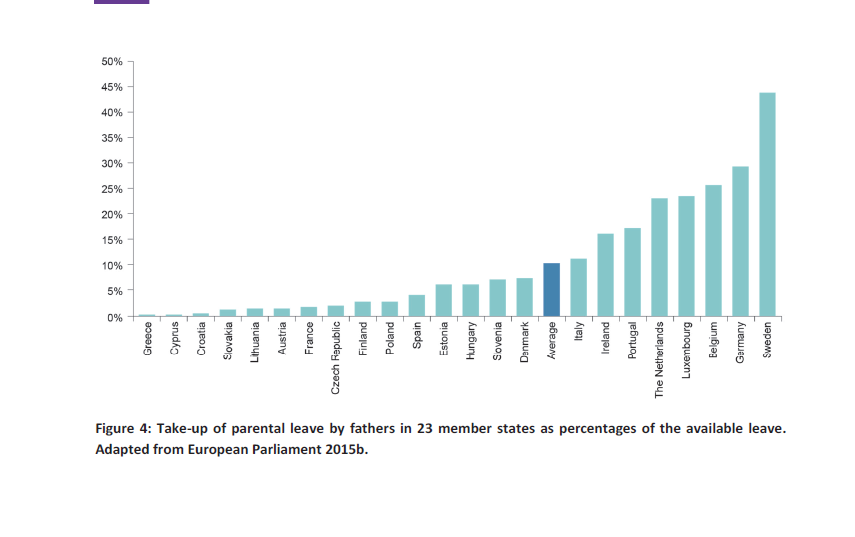 50%
45%
40%
35%
30%
25%
20%
15%
10%
5%
0%
Greece
Cyprus
Croatia
Slovakia
Lithuania
Austria
France
Czech Republic
Finland
Poland
Spain
Estonia
Hungary
Sovenia
Denmark
Average
Italy
Ireland
Portugal
The Netherlands
Luxembourg
Belgium
Germany
Sweden
Figure 4: Take-up of parental leave by fathers in 23 member states as percentages of the available leave.
Adapted from European Parliament 2015b.